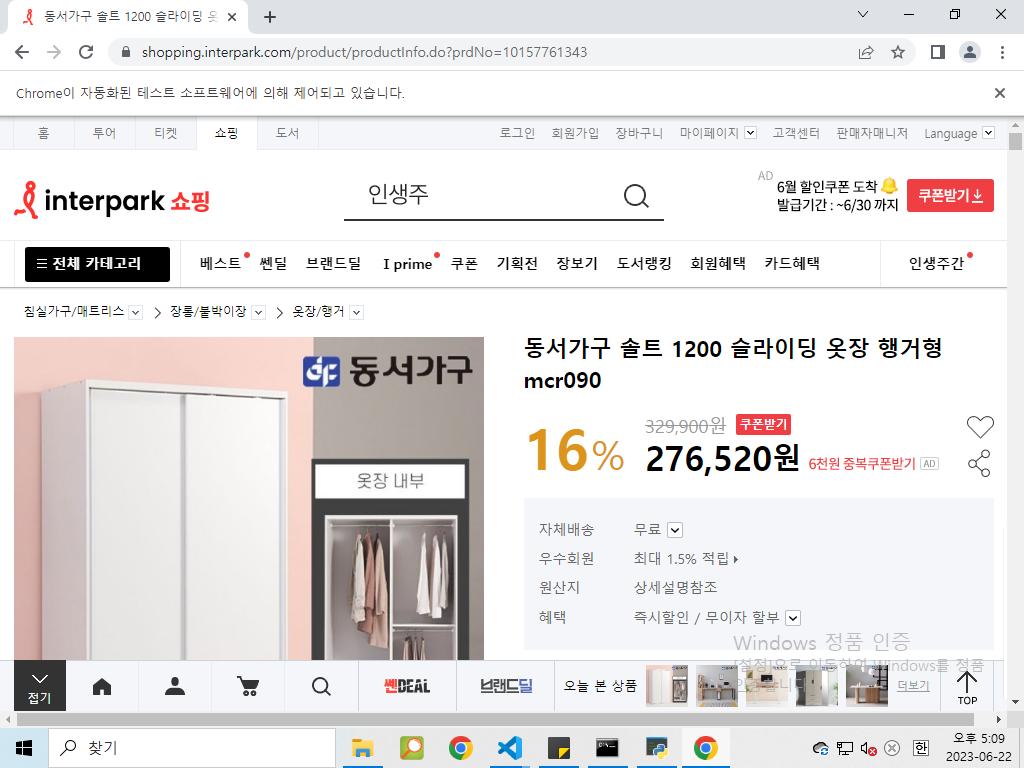 동서가구 솔트 1200 슬라이딩 옷
shopping.interpark.com/product/productInfo.do?prdNo=10157761343
Chrome이 자동화된 테스트 소프트웨어에 의해 제어되고 있습니다.
홈 투어 티켓 쇼핑 도서 로그인 회원가입 장바구니 마이페이지 고객센터 판매자매니저 Language
interpark 쇼핑
인생주
AD
6월 할인쿠폰 도착
발급기간 : ~6/30 까지
쿠폰받기
전체 카테고리 베스트 쎈딜 브랜드딜 I prime 쿠폰 기획전 장보기 도서랭킹 회원혜택 카드혜택 인생주간
침실가구/매트리스 > 장롱/붙박이장 > 옷장/행거
동서가구
옷장 내부
동서가구 솔트 1200 슬라이딩 옷장 행거형
mcr090
16%
329,900원 쿠폰받기
276,520원 6천원 중복쿠폰받기 AD
자체배송 무료
우수회원 최대 1.5% 적립
원산지 상세설명참조
혜택 즉시할인 / 무이자 할부
Windows 정품 인증
[설정]으로 이동하여 Windows를 정품
접기
쎈DEAL
브랜드딜
오늘 본 상품
더보기
TOP
찾기
한
오후 5:09
2023-06-22